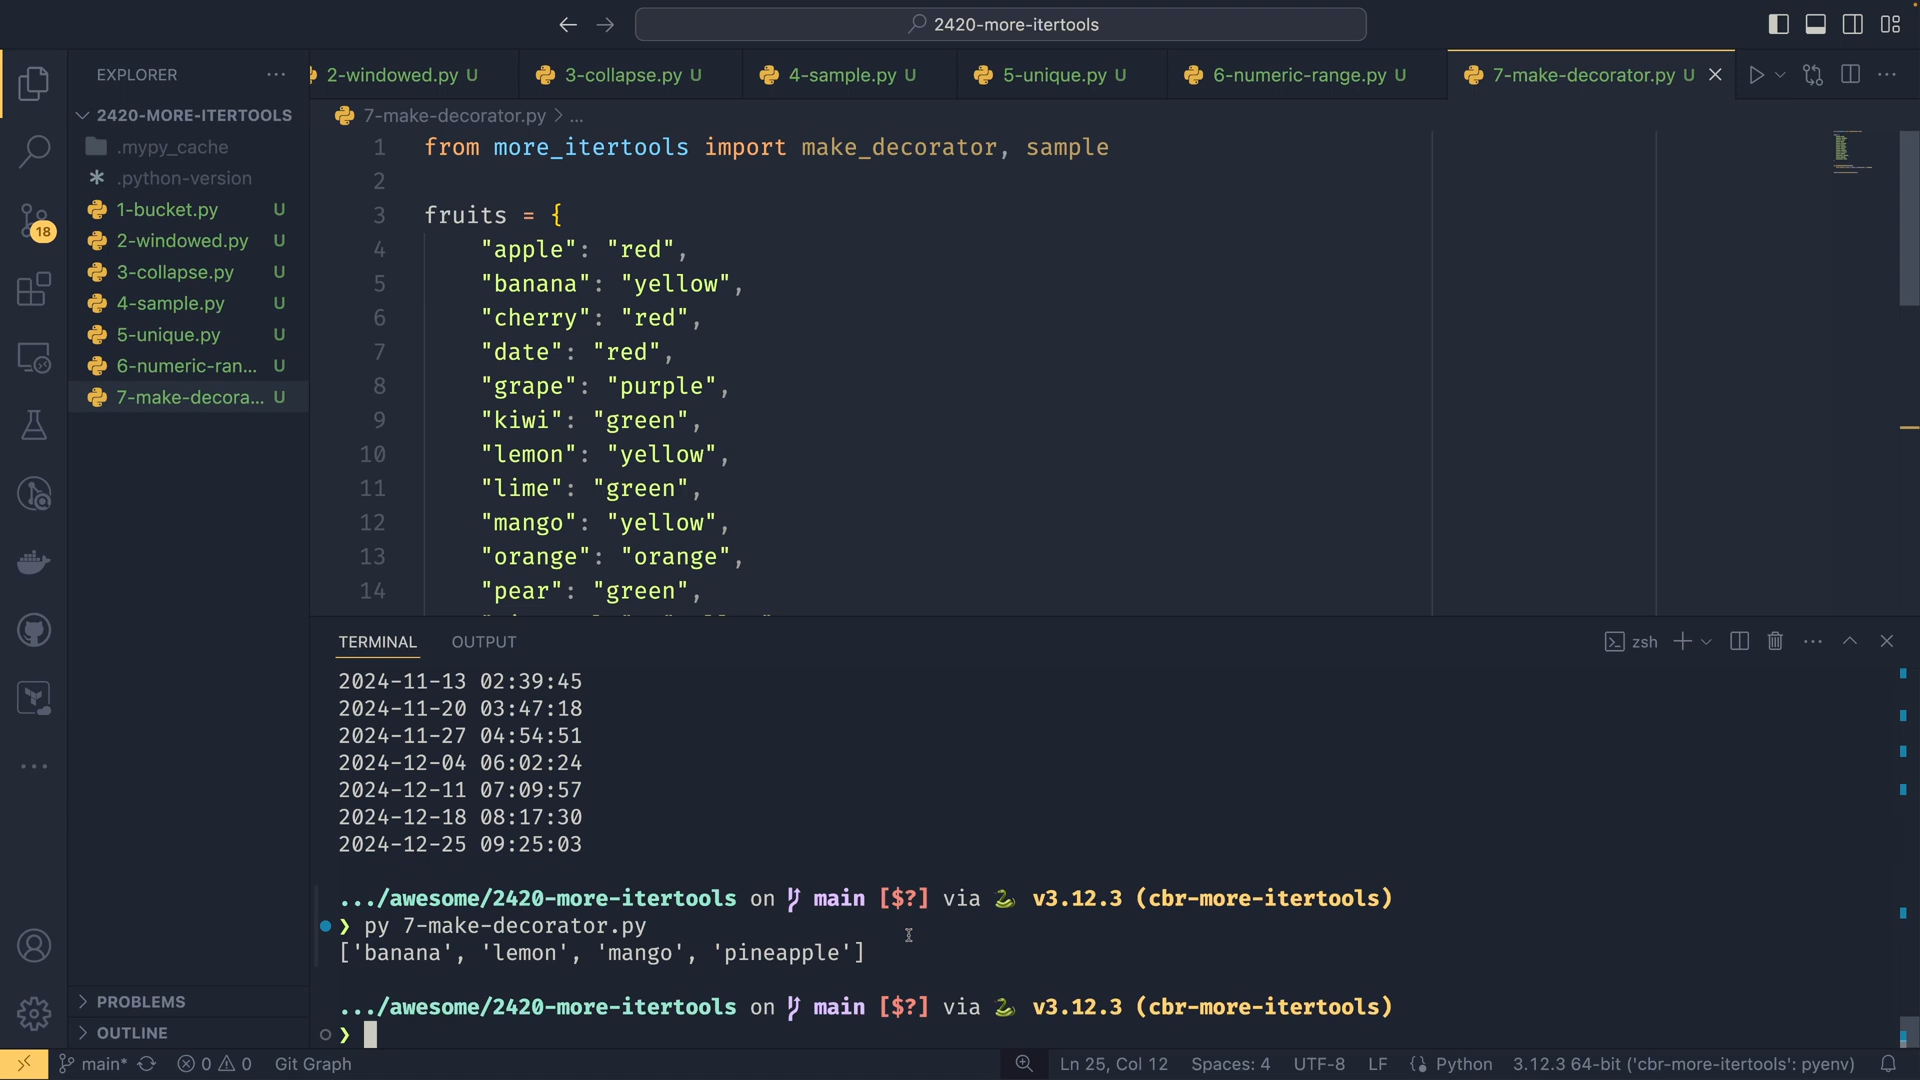 2420-more-itertools
EXPLORER
2420-MORE-ITERTOOLS
.mypy_cache
.python-version
1-bucket.py U
2-windowed.py U
3-collapse.py U
4-sample.py U
5-unique.py U
6-numeric-ran... U
7-make-decora... U
18
PROBLEMS
OUTLINE
2-windowed.py U
3-collapse.py U
4-sample.py U
5-unique.py U
6-numeric-range.py U
7-make-decorator.py U
7-make-decorator.py > ...
1 from more_itertools import make_decorator, sample
2
3 fruits = {
4 "apple": "red",
5 "banana": "yellow",
6 "cherry": "red",
7 "date": "red",
8 "grape": "purple",
9 "kiwi": "green",
10 "lemon": "yellow",
11 "lime": "green",
12 "mango": "yellow",
13 "orange": "orange",
14 "pear": "green",
TERMINAL OUTPUT
zsh
2024-11-13 02:39:45
2024-11-20 03:47:18
2024-11-27 04:54:51
2024-12-04 06:02:24
2024-12-11 07:09:57
2024-12-18 08:17:30
2024-12-25 09:25:03
.../awesome/2420-more-itertools on main [$?] via 🐍 v3.12.3 (cbr-more-itertools)
❯ py 7-make-decorator.py
['banana', 'lemon', 'mango', 'pineapple']
.../awesome/2420-more-itertools on main [$?] via 🐍 v3.12.3 (cbr-more-itertools)
❯
main* 0 0 Git Graph
Ln 25, Col 12 Spaces: 4 UTF-8 LF Python 3.12.3 64-bit ('cbr-more-itertools': pyenv)